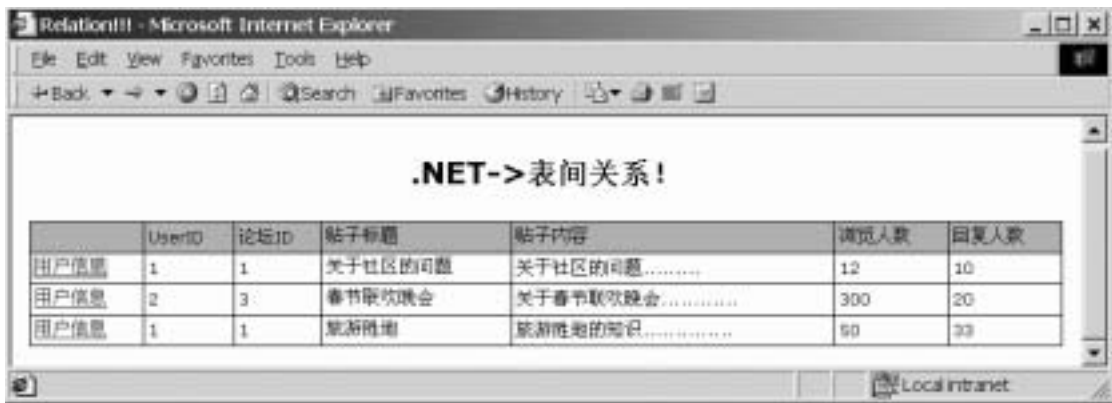 Relation!!! - Microsoft Internet Explorer
File Edit View Favorites Tools Help
Back Search Favorites History
.NET->表间关系!
UserID 论坛ID 贴子标题 贴子内容 浏览人数 回复人数
用户信息 1 1 关于社区的问题 关于社区的问题......... 12 10
用户信息 2 3 春节联欢晚会 关于春节联欢晚会............ 300 20
用户信息 1 1 旅游胜地 旅游胜地的知识............... 50 33
Local intranet